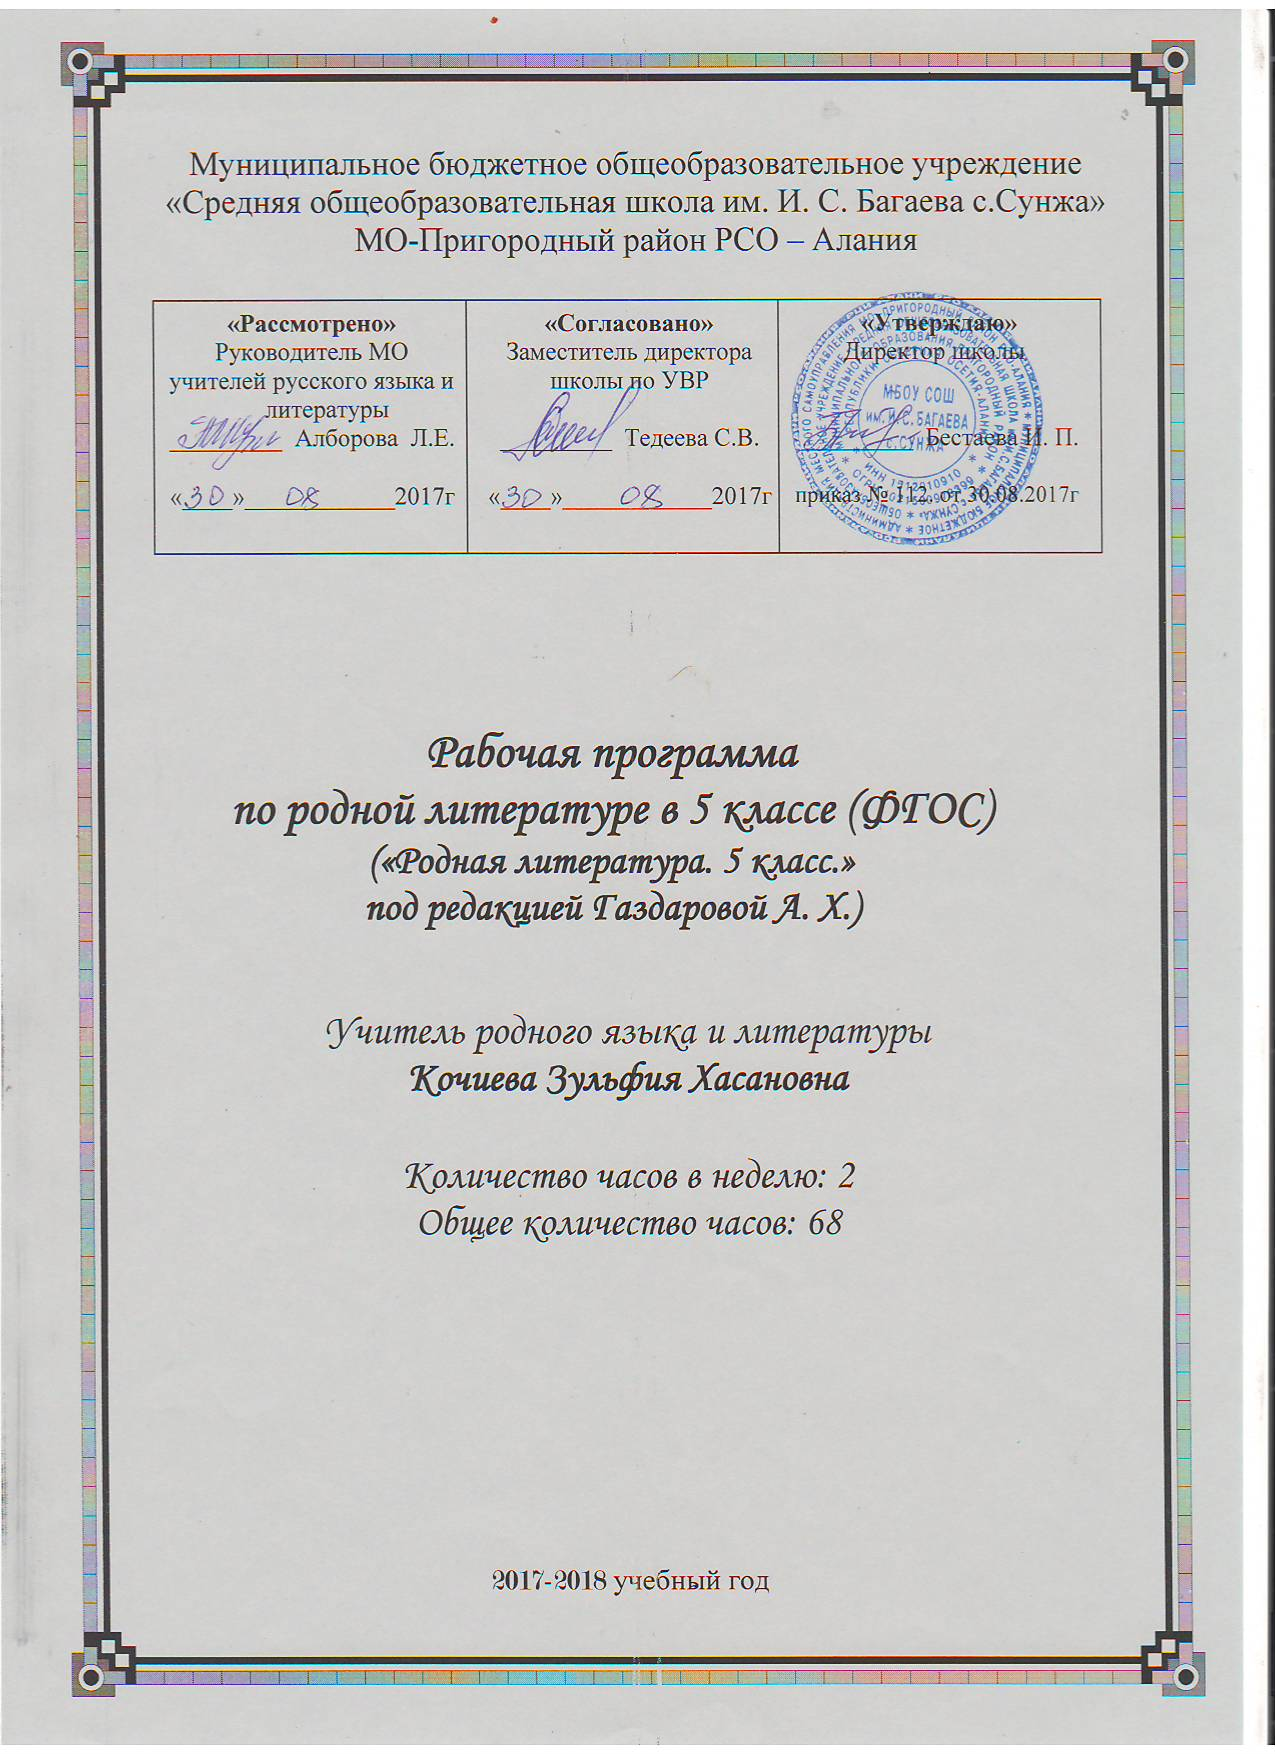 Муниципальное бюджетное общеобразовательное учреждение
«Средняя общеобразовательная школа им. И. С. Багаева с.Сунжа»
МО-Пригородный район РСО – Алания
«Рассмотрено»
Руководитель МО
учителей русского языка и
литературы
Алборова Л.Е.
«30» 08 2017г
«Согласовано»
Заместитель директора
школы по УВР
Тедеева С.В.
«30» 08 2017г
«Утверждаю»
Директор школы
Бестаева И. П.
приказ № 112. от 30.08.2017г
МБОУ СОШ
им. И.С. БАГАЕВА
С.СУНЖА
Рабочая программа
по родной литературе в 5 классе (ФГОС)
(«Родная литература. 5 класс.»
под редакцией Газдаровой А. Х.)
Учитель родного языка и литературы
Кочиева Зульфия Хасановна
Количество часов в неделю: 2
Общее количество часов: 68
2017-2018 учебный год